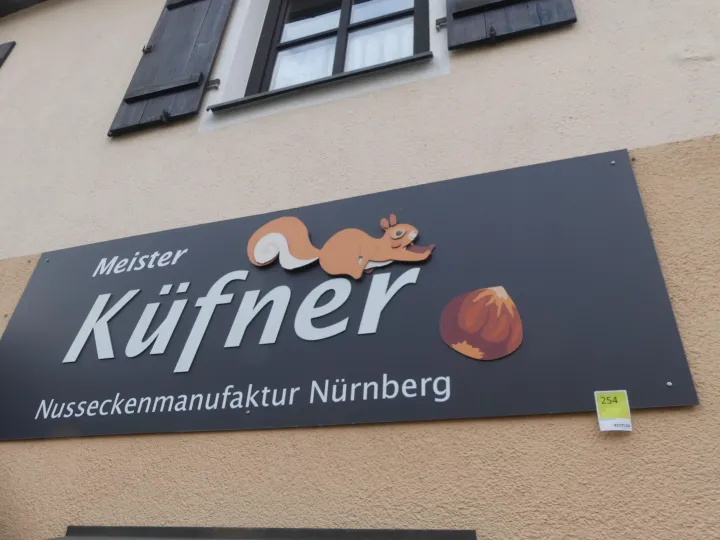 Meister
Küfner
Nusseckenmanufaktur Nürnberg
254